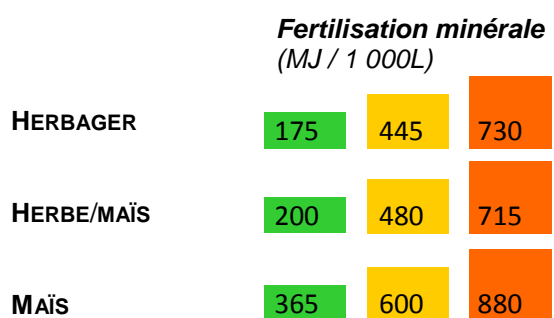 Fertilisation minérale
(MJ / 1 000L)
HERBAGER 175 445 730
HERBE/MAÏS 200 480 715
MAÏS 365 600 880